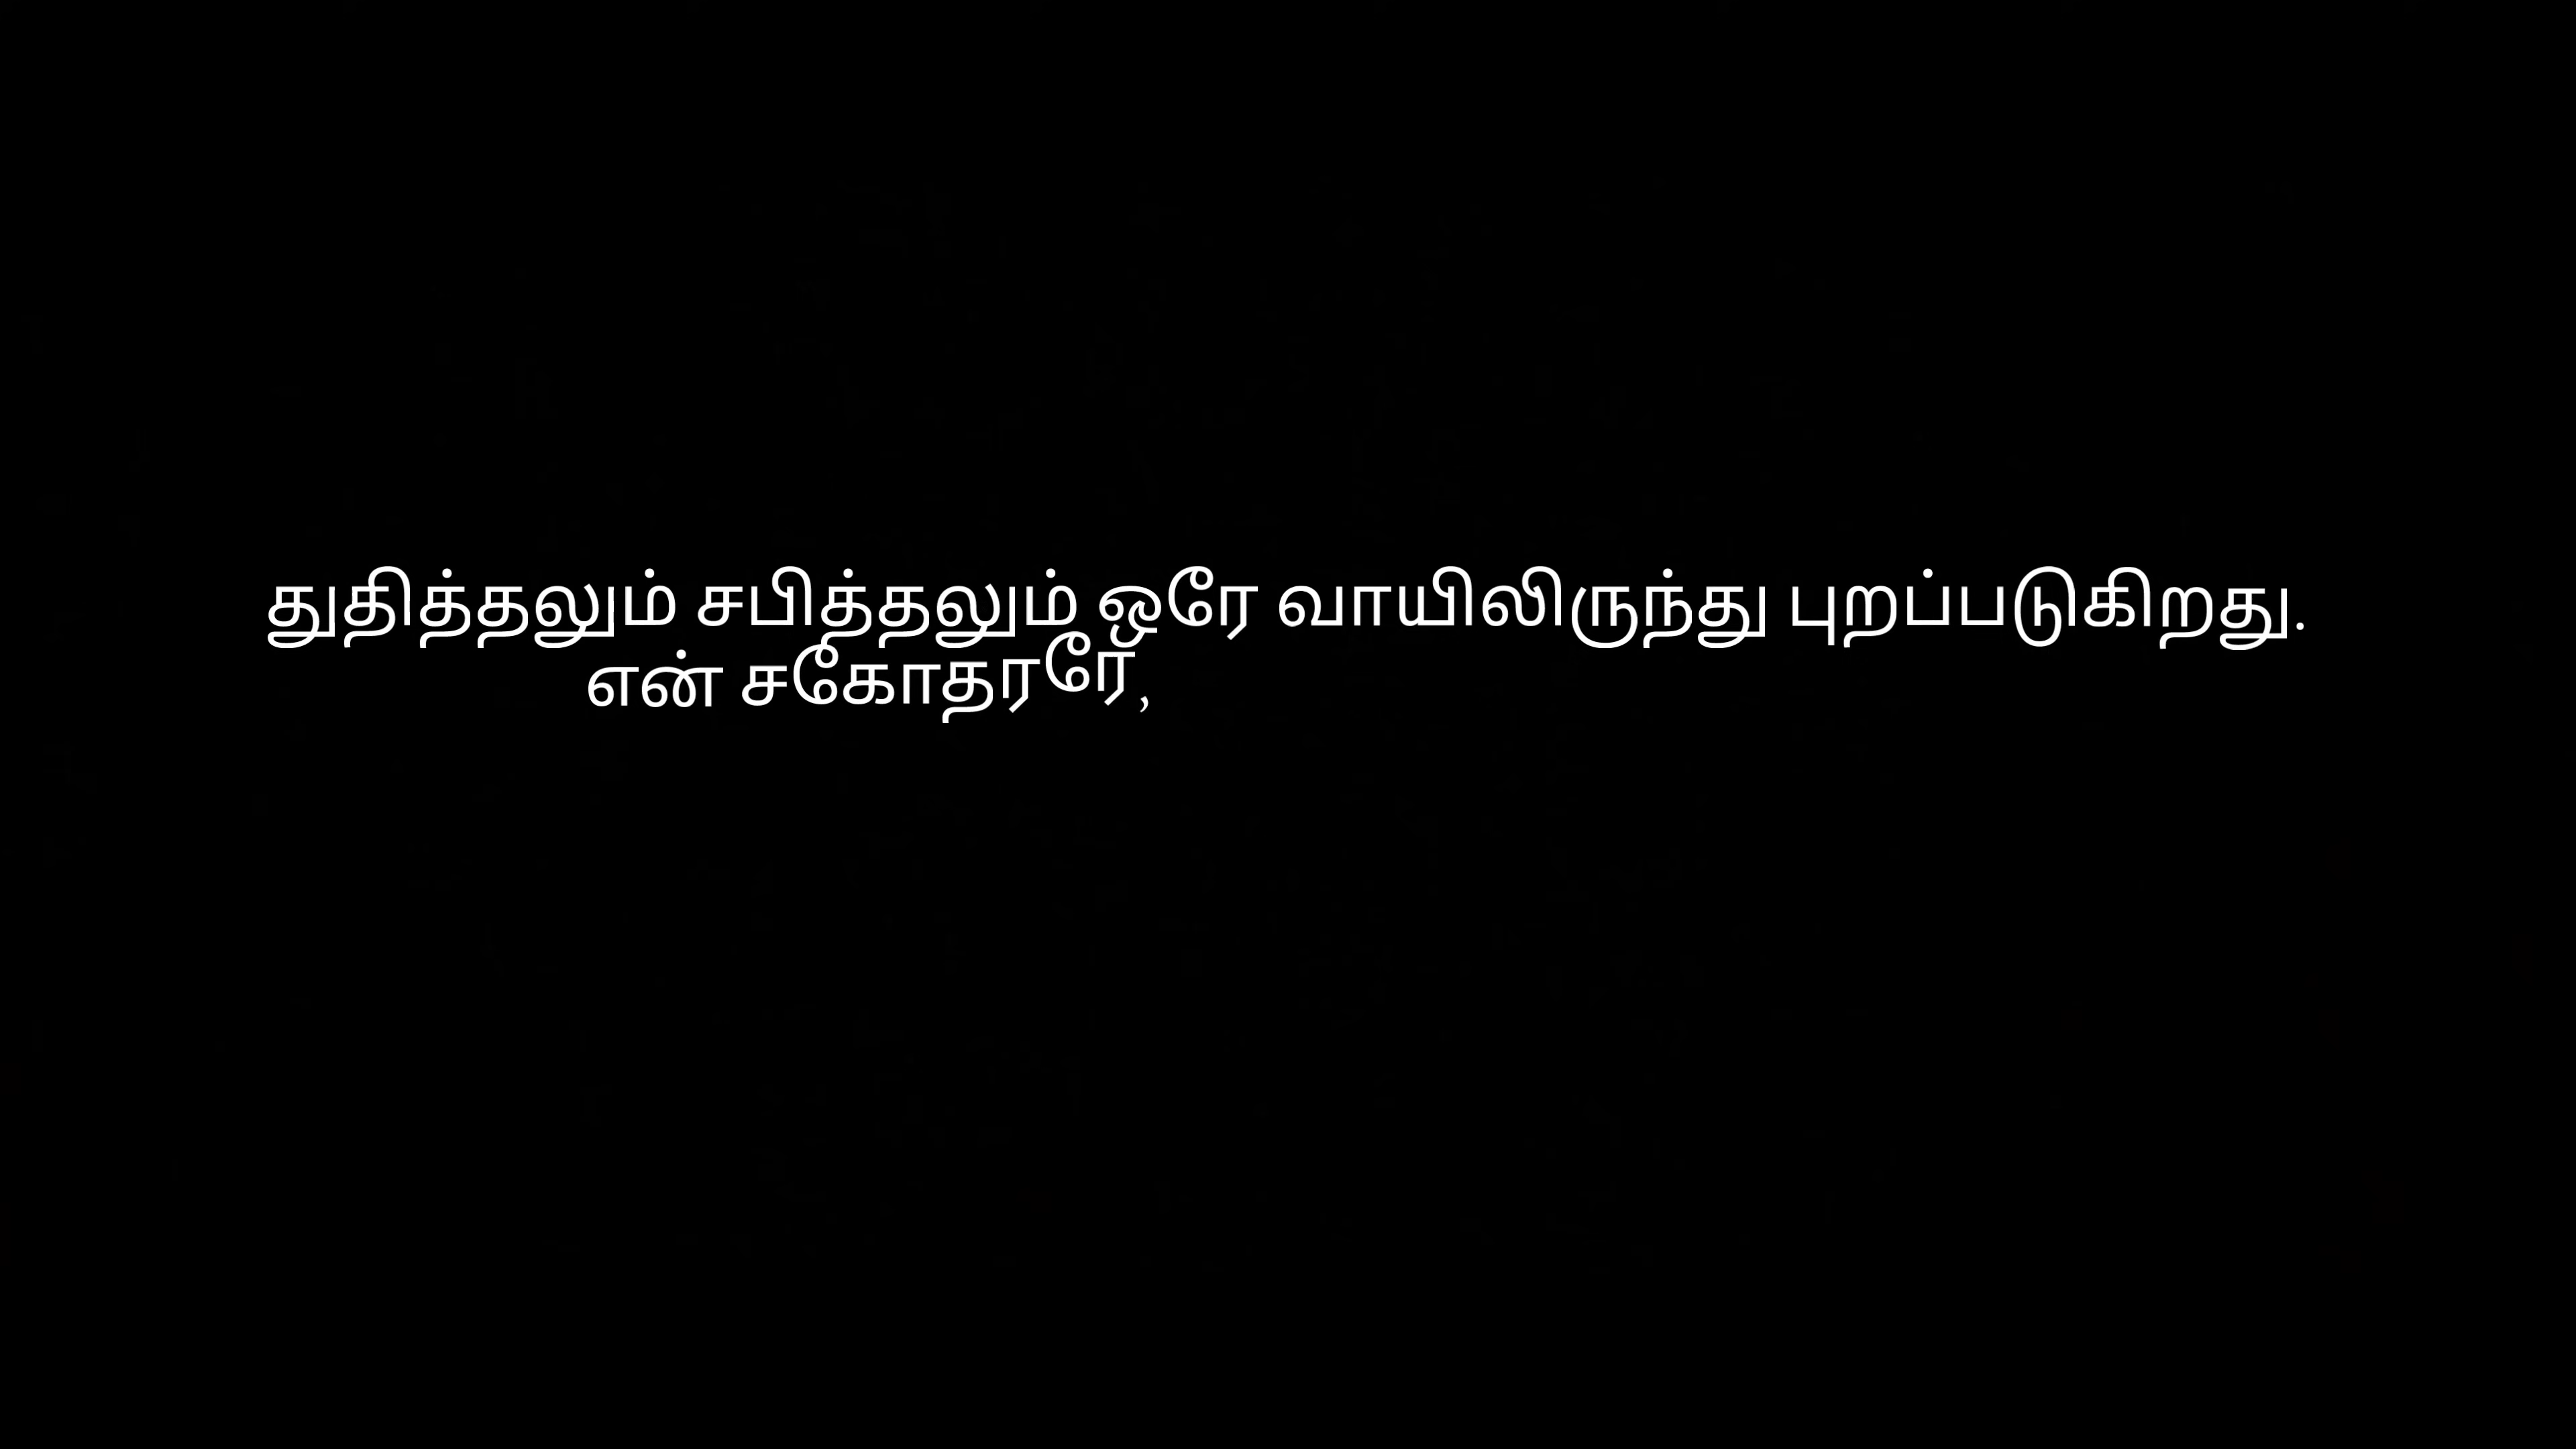 துதித்தலும் சபித்தலும் ஒரே வாயிலிருந்து புறப்படுகிறது.
என் சகோதரரே,